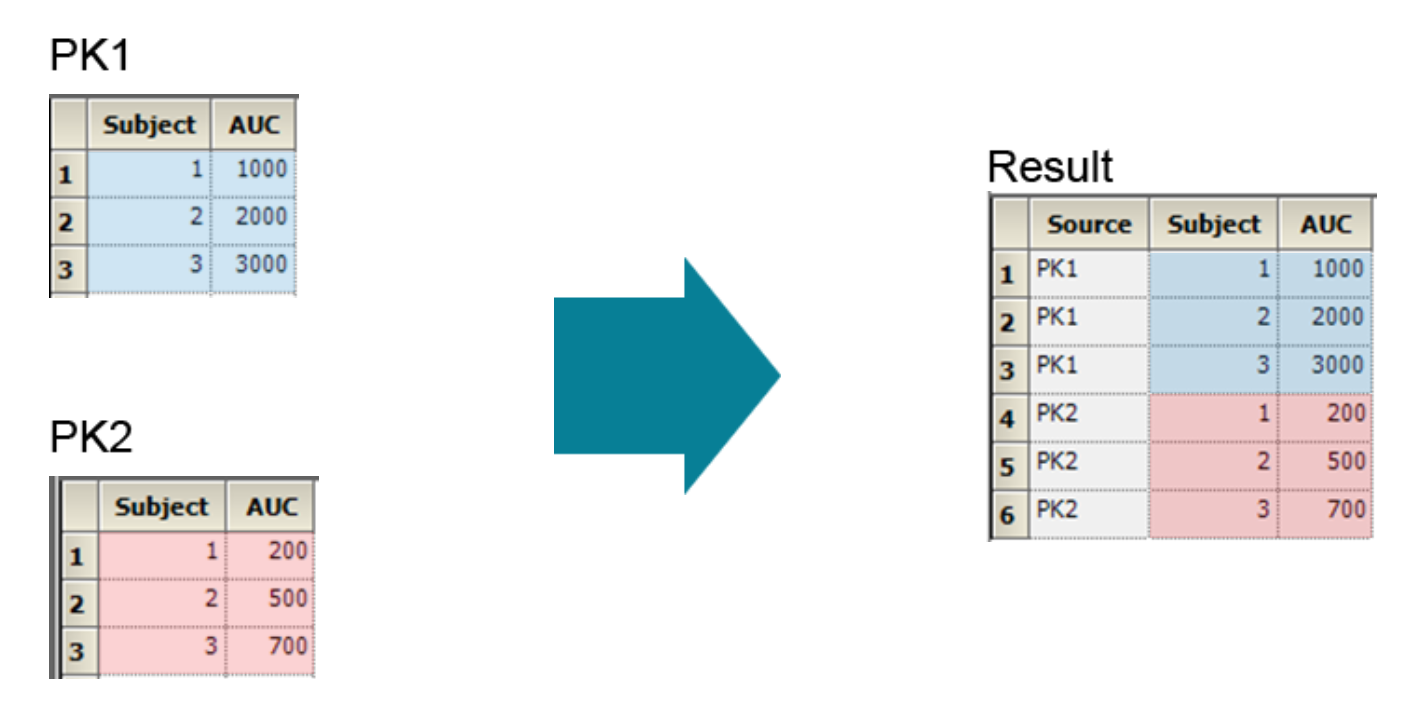 PK1
Subject AUC
1 1 1000
2 2 2000
3 3 3000
PK2
Subject AUC
1 1 200
2 2 500
3 3 700
Result
Source Subject AUC
1 PK1 1 1000
2 PK1 2 2000
3 PK1 3 3000
4 PK2 1 200
5 PK2 2 500
6 PK2 3 700